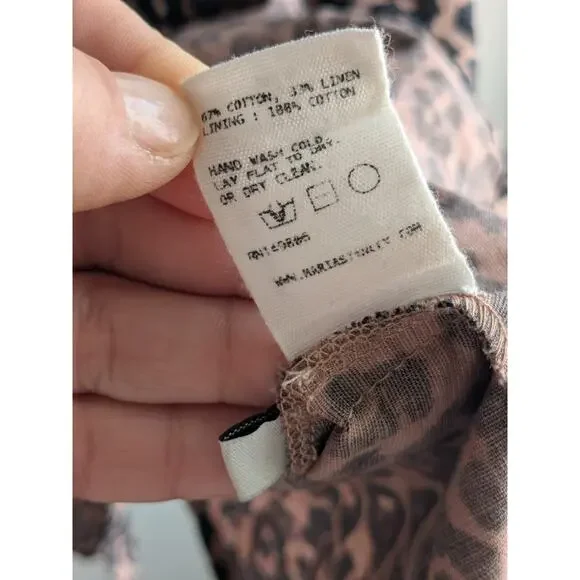 67% COTTON, 33% LINEN
LINING : 100% COTTON
HAND WASH COLD.
LAY FLAT TO DRY.
OR DRY CLEAN.
WWW.MARIASTANLEY.COM